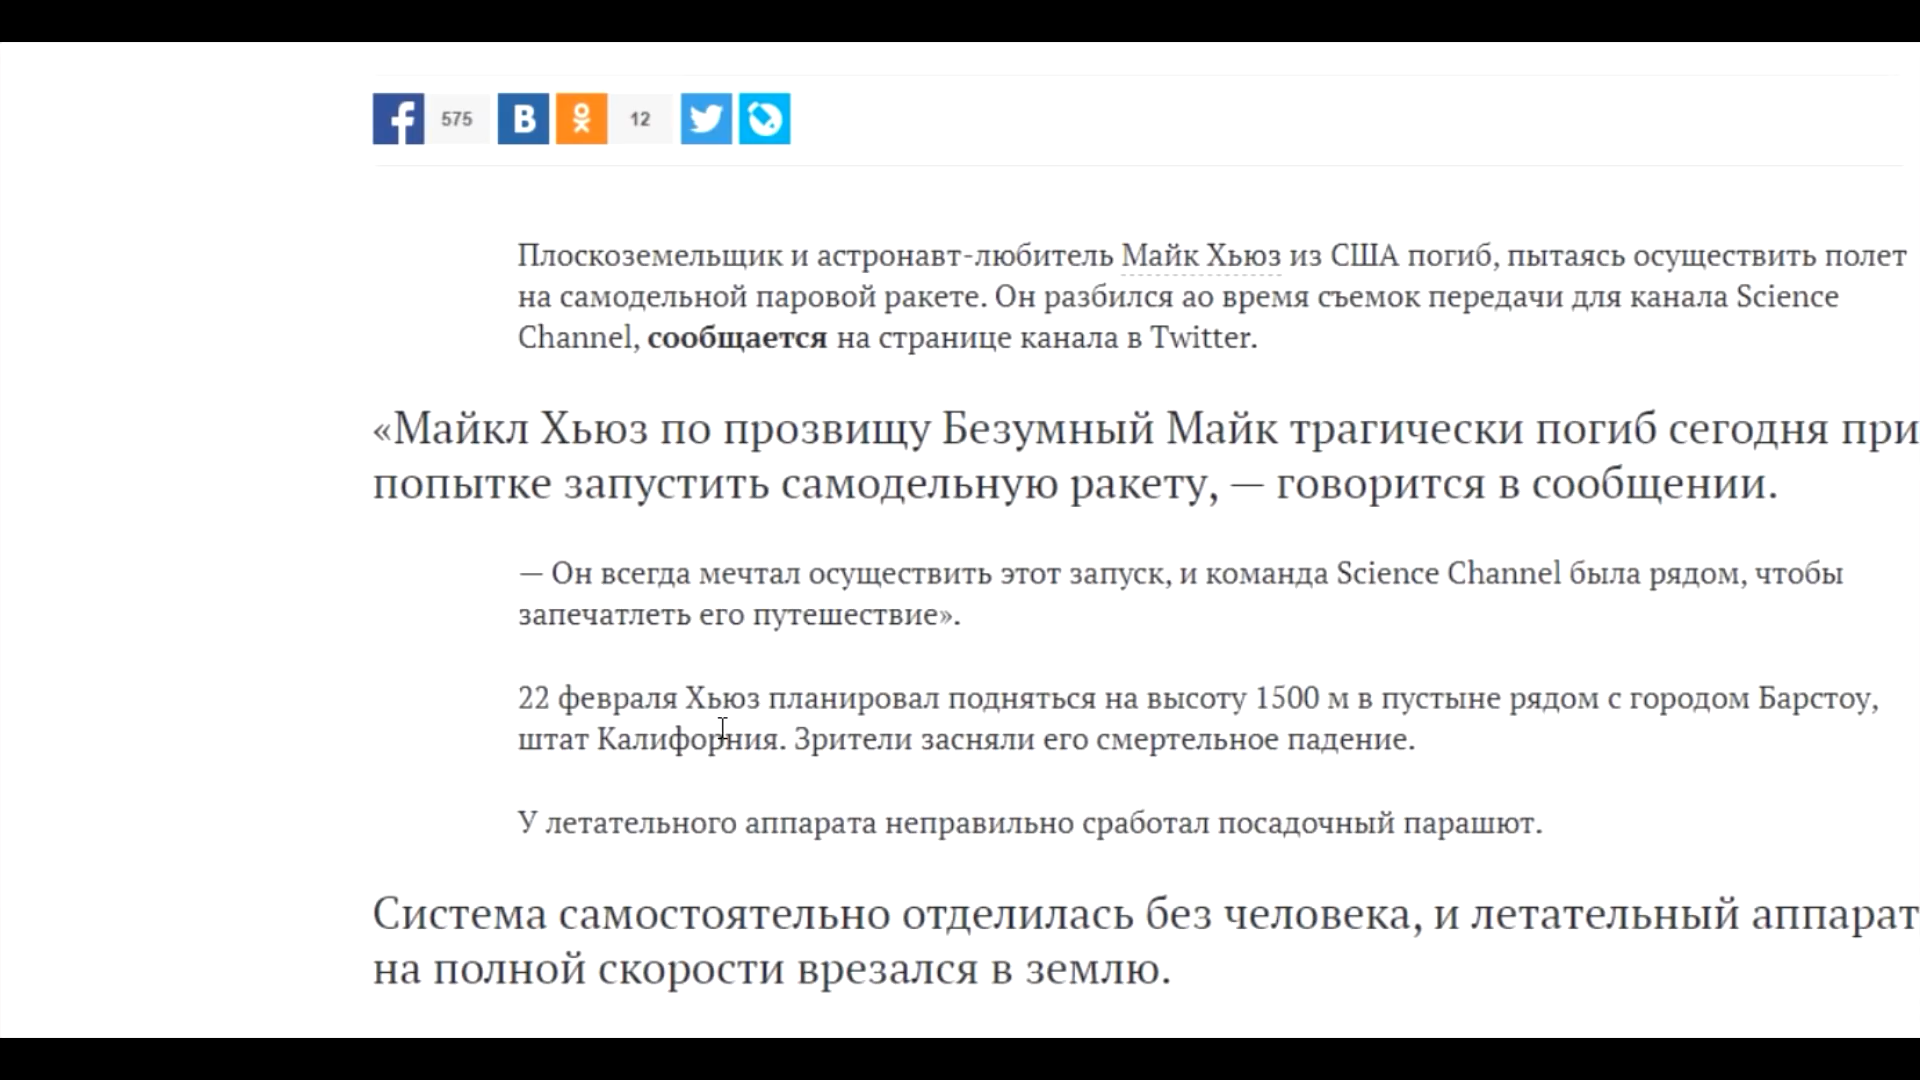 575 В 12
Плоскоземельщик и астронавт-любитель Майк Хьюз из США погиб, пытаясь осуществить полет
на самодельной паровой ракете. Он разбился ао время съемок передачи для канала Science
Channel, сообщается на странице канала в Twitter.
«Майкл Хьюз по прозвищу Безумный Майк трагически погиб сегодня при
попытке запустить самодельную ракету, — говорится в сообщении.
— Он всегда мечтал осуществить этот запуск, и команда Science Channel была рядом, чтобы
запечатлеть его путешествие».
22 февраля Хьюз планировал подняться на высоту 1500 м в пустыне рядом с городом Барстоу,
штат Калифорния. Зрители засняли его смертельное падение.
У летательного аппарата неправильно сработал посадочный парашют.
Система самостоятельно отделилась без человека, и летательный аппарат
на полной скорости врезался в землю.